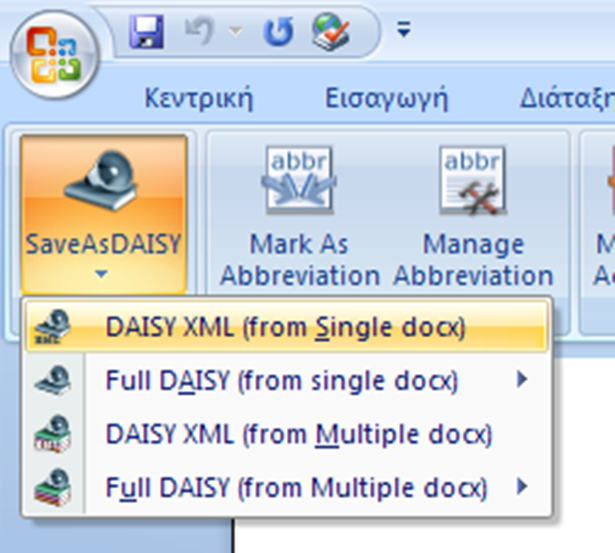 Κεντρική Εισαγωγή Διάταξη
abbr abbr
SaveAsDAISY Mark As Manage
Abbreviation Abbreviation
DAISY XML (from Single docx)
Full DAISY (from single docx)
DAISY XML (from Multiple docx)
Full DAISY (from Multiple docx)